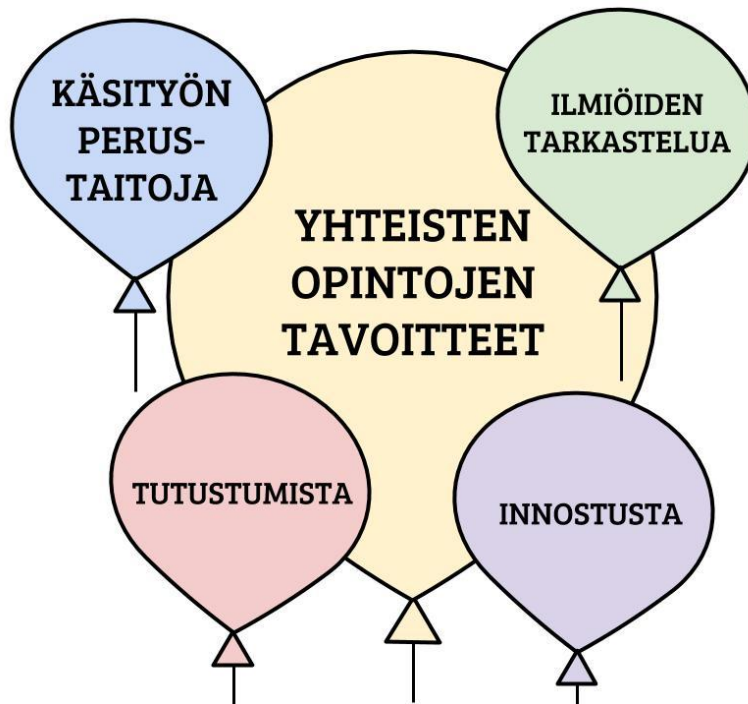 KÄSITYÖN
PERUS-
TAITOJA
ILMIÖIDEN
TARKASTELUA
YHTEISTEN
OPINTOJEN
TAVOITTEET
TUTUSTUMISTA
INNOSTUSTA